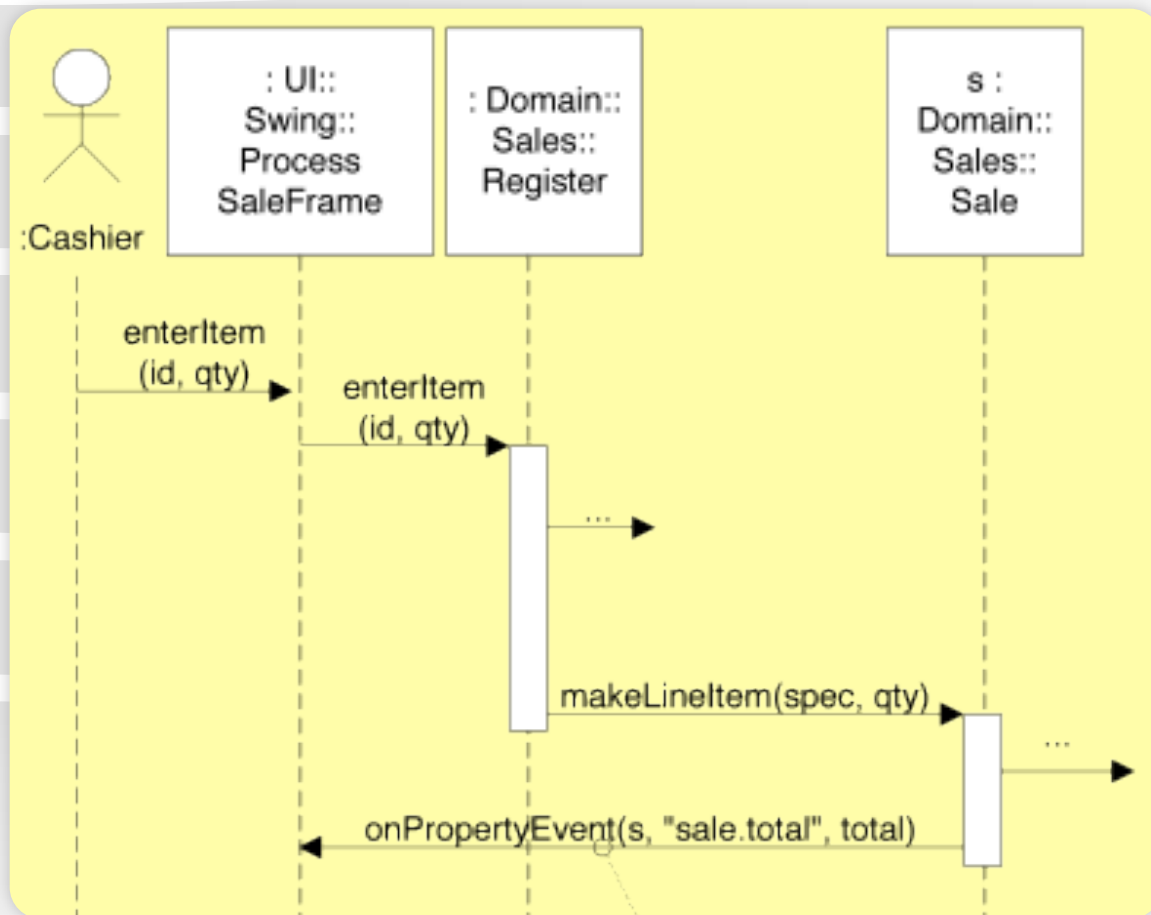 : UI::
Swing::
Process
SaleFrame
: Domain::
Sales::
Register
s :
Domain::
Sales::
Sale
:Cashier
enterItem
(id, qty)
enterItem
(id, qty)
...
makeLineItem(spec, qty)
...
onPropertyEvent(s, "sale.total", total)